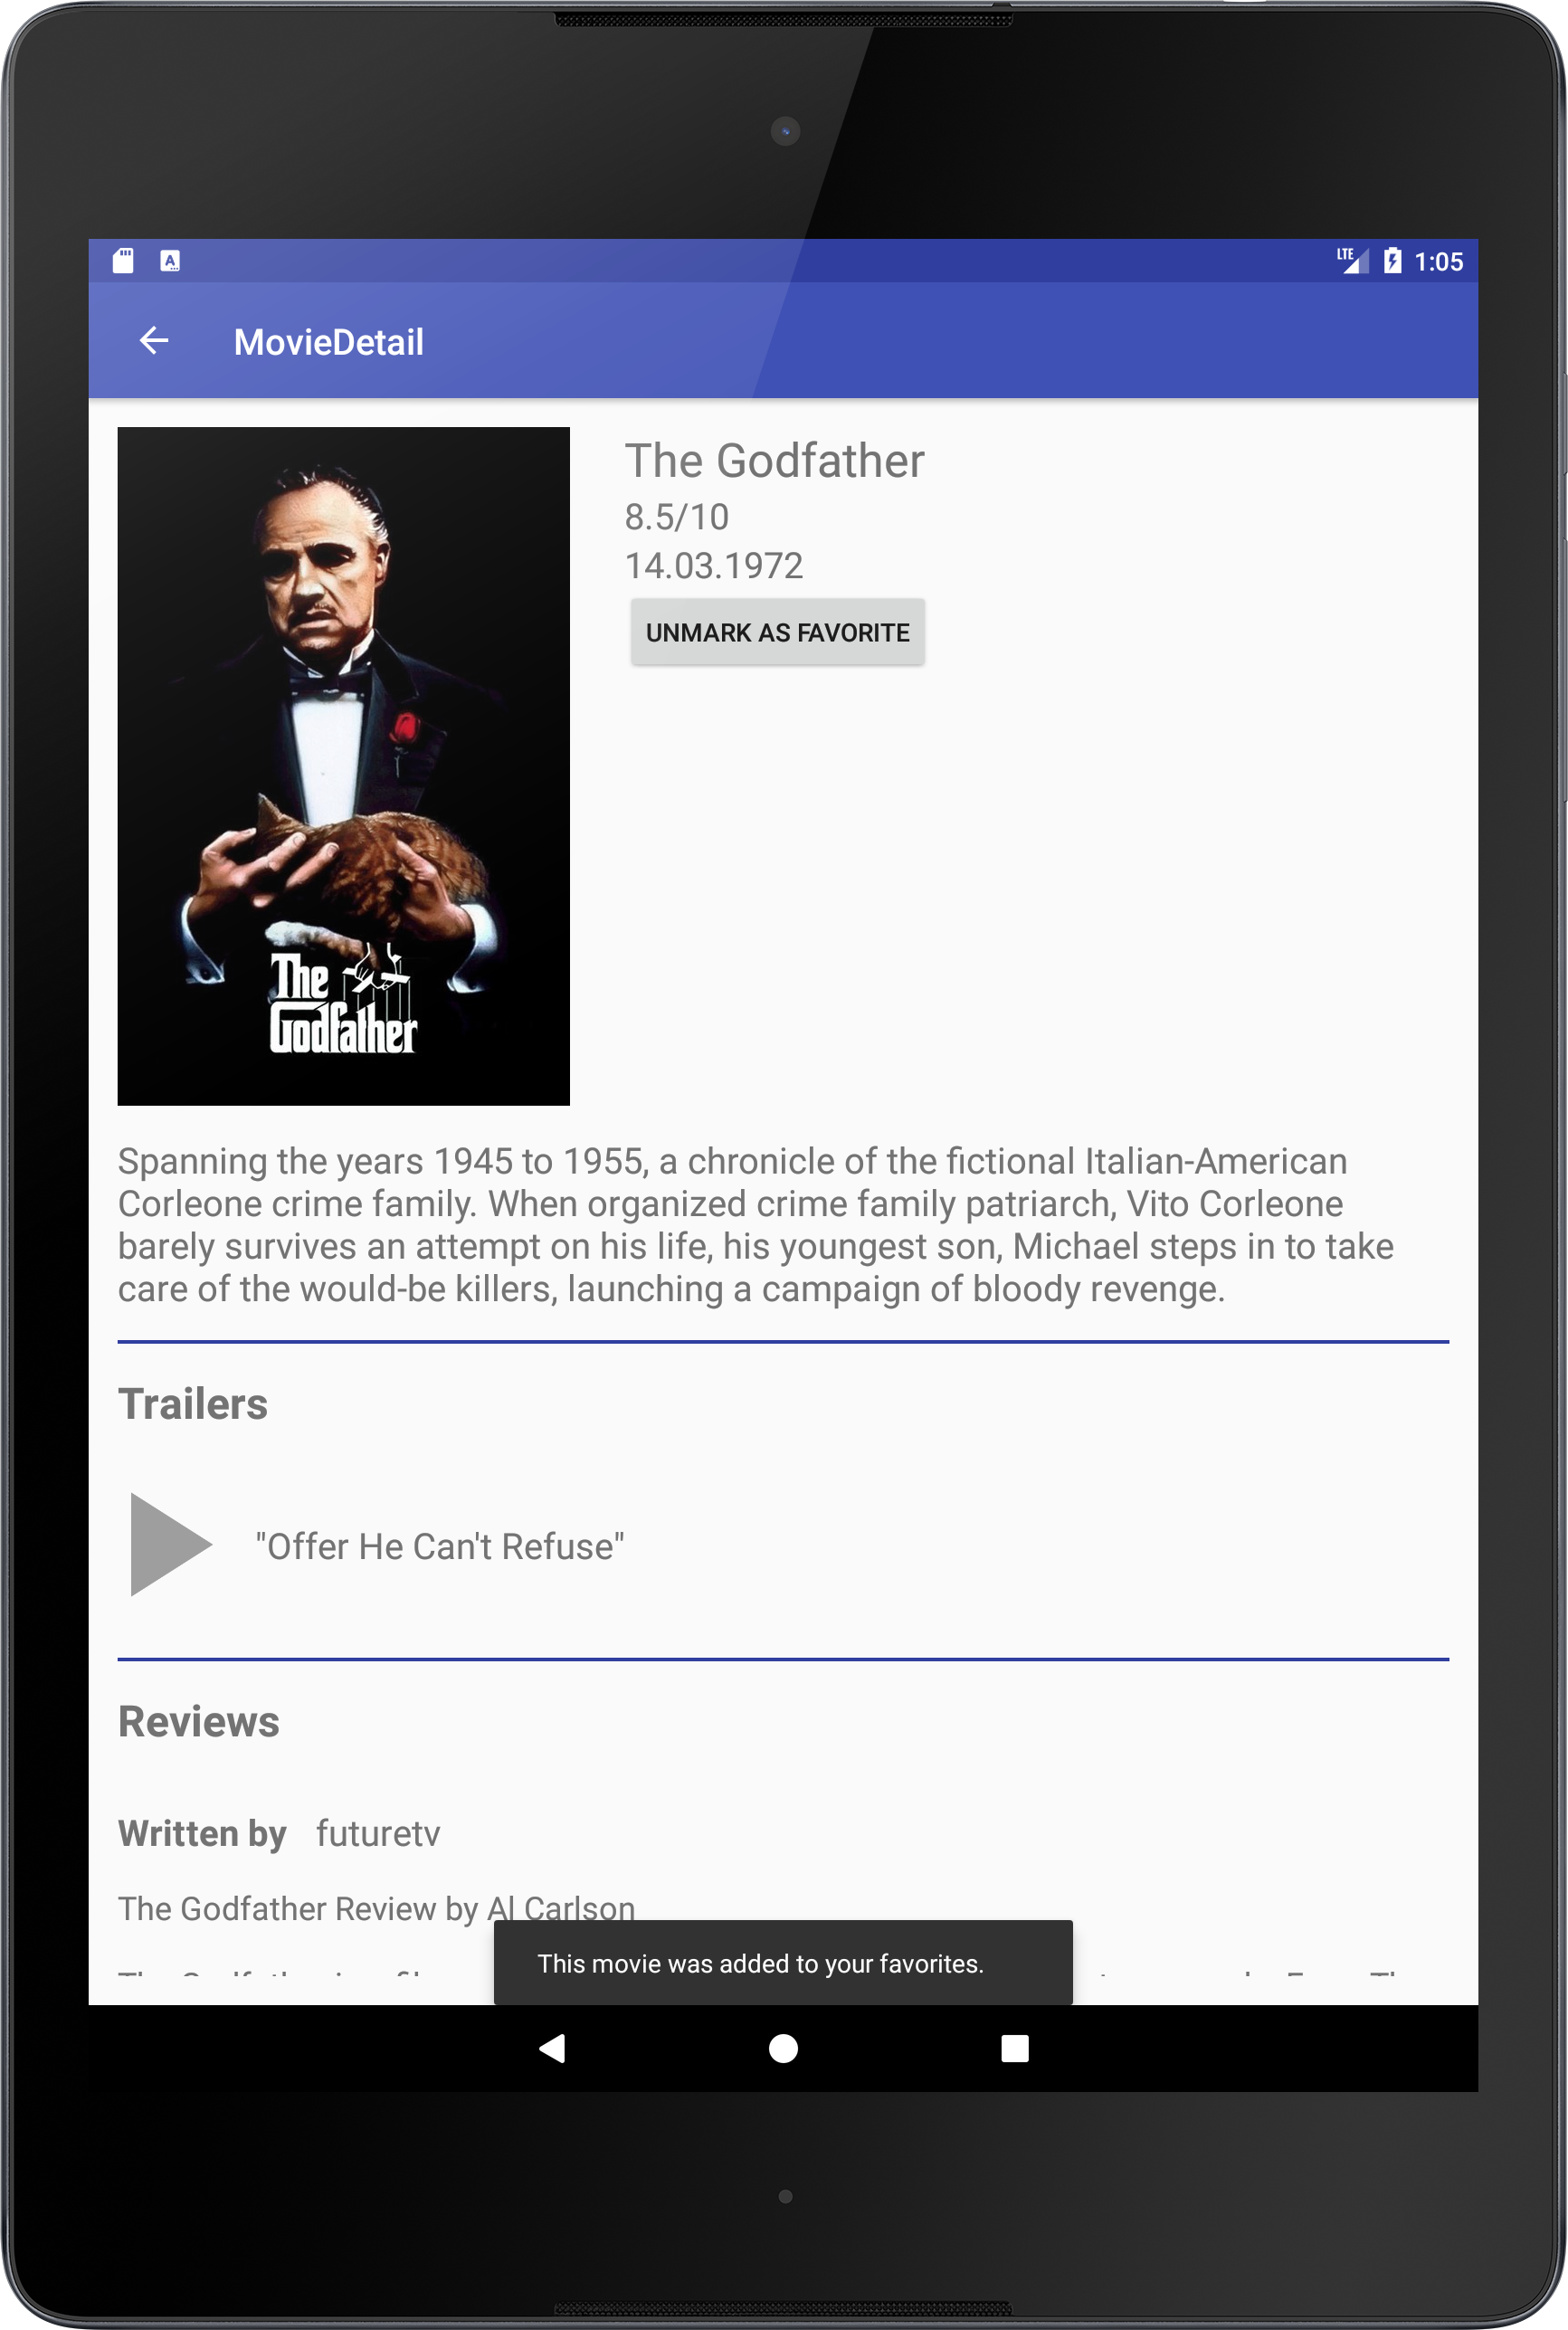 LTE 1:05
MovieDetail
The Godfather
8.5/10
14.03.1972
UNMARK AS FAVORITE
The
Godfather
Spanning the years 1945 to 1955, a chronicle of the fictional Italian-American
Corleone crime family. When organized crime family patriarch, Vito Corleone
barely survives an attempt on his life, his youngest son, Michael steps in to take
care of the would-be killers, launching a campaign of bloody revenge.
Trailers
"Offer He Can't Refuse"
Reviews
Written by futuretv
The Godfather Review by Al Carlson
This movie was added to your favorites.